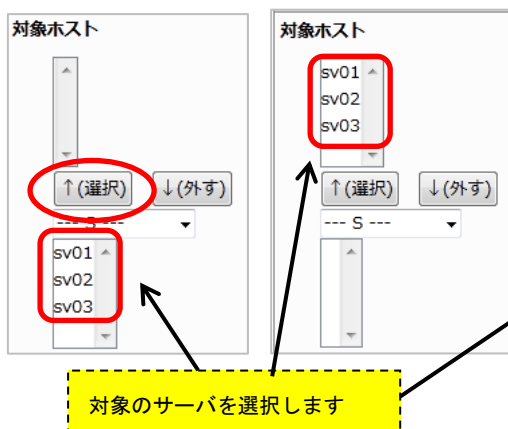 対象ホスト
↑(選択) ↓(外す)
--- S ---
sv01
sv02
sv03
対象ホスト
sv01
sv02
sv03
↑(選択) ↓(外す)
--- S ---
対象のサーバを選択します